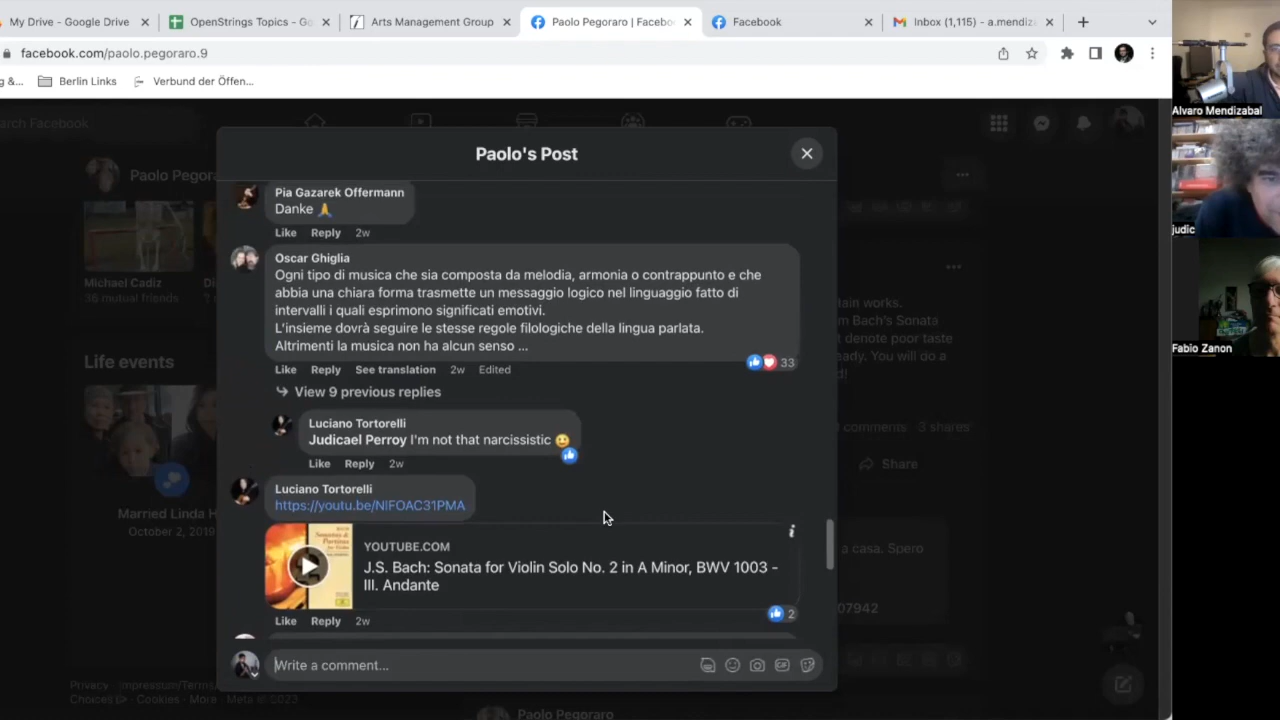 My Drive - Google Drive
OpenStrings Topics - Go
Arts Management Group
Paolo Pegoraro | Facebo
Facebook
Inbox (1,115) - a.mendiz
facebook.com/paolo.pegoraro.9
g &...
Berlin Links
Verbund der Öffen...
arch Facebook
Paolo's Post
Paolo Pegor
Pia Gazarek Offermann
Danke 🙏
Like Reply 2w
Oscar Ghiglia
Ogni tipo di musica che sia composta da melodia, armonia o contrappunto e che
abbia una chiara forma trasmette un messaggio logico nel linguaggio fatto di
intervalli i quali esprimono significati emotivi.
L'insieme dovrà seguire le stesse regole filologiche della lingua parlata.
Altrimenti la musica non ha alcun senso ...
33
Like Reply See translation 2w Edited
View 9 previous replies
Luciano Tortorelli
Judicael Perroy I'm not that narcissistic 😀
Like Reply 2w
Luciano Tortorelli
https://youtu.be/NIFOAC31PMA
YOUTUBE.COM
J.S. Bach: Sonata for Violin Solo No. 2 in A Minor, BWV 1003 -
III. Andante
2
Like Reply 2w
Write a comment...
Michael Cadiz
36 mutual friends
Life events
Married Linda H
October 2, 2019
tain works.
m Bach's Sonata
t denote poor taste
ady. You will do a
d!
comments 3 shares
Share
a casa. Spero
07942
Privacy · Impressum/Term
Choices · Cookies · More · Meta © 2023
Paolo Pegoraro
Alvaro Mendizabal
judic
Fabio Zanon